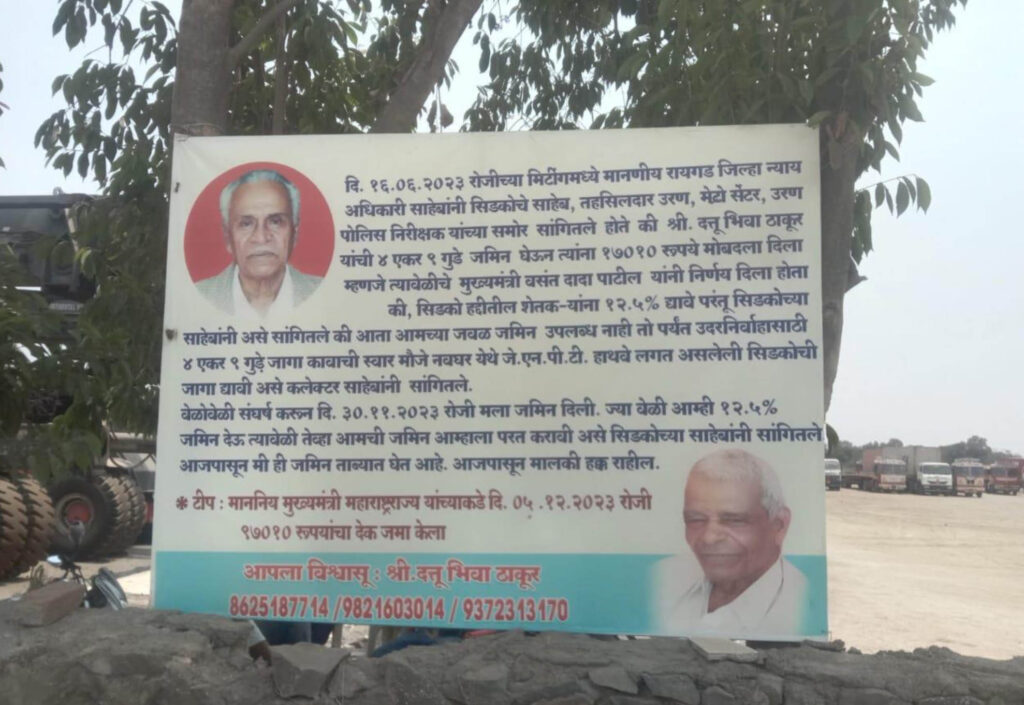 दि. १६.०६.२०२३ रोजीच्या मिटींगमध्ये माननीय रायगड जिल्हा न्याय
अधिकारी साहेबांनी सिडकोचे साहेब, तहसिलदार उरण, मेट्रो सेंटर, उरण
पोलिस निरीक्षक यांच्या समोर सांगितले होते की श्री. दत्तू भिवा ठाकूर
यांची ४ एकर ९ गुडे जमिन घेऊन त्यांना १७०१० रूपये मोबदला दिला
म्हणजे त्यावेळीचे मुख्यमंत्री वसंत दादा पाटील यांनी निर्णय दिला होता
की, सिडको हद्दीतील शेतक-यांना १२.५% द्यावे परंतू सिडकोच्या
साहेबांनी असे सांगितले की आता आमच्या जवळ जमिन उपलब्ध नाही तो पर्यंत उदरनिर्वाहासाठी
४ एकर ९ गुडे जागा कावाची स्वार मौजे नवघर येथे जे.एन.पी.टी. हाथवे लगत असलेली सिडकोची
जागा द्यावी असे कलेक्टर साहेबांनी सांगितले.
वेळोवेळी संघर्ष करून दि. ३०.११.२०२३ रोजी मला जमिन दिली. ज्या वेळी आम्ही १२.५%
जमिन देऊ त्यावेळी तेव्हा आमची जमिन आम्हाला परत करावी असे सिडकोच्या साहेबांनी सांगितले
आजपासून मी ही जमिन ताब्यात घेत आहे. आजपासून मालकी हक्क राहील.
* टीप : माननिय मुख्यमंत्री महाराष्ट्रराज्य यांच्याकडे दि. ०५ .१२.२०२३ रोजी
१७०१० रूपयांचा देक जमा केला
आपला विश्वासू : श्री.दत्तू भिवा ठाकूर
8625187714 /9821603014 / 9372313170